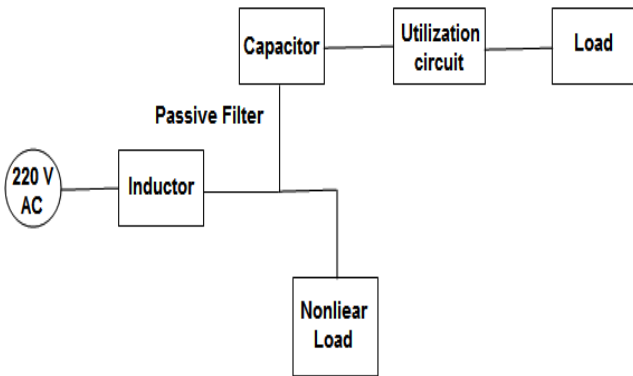 Capacitor
Utilization
circuit
Load
Passive Filter
220 V
AC
Inductor
Nonliear
Load